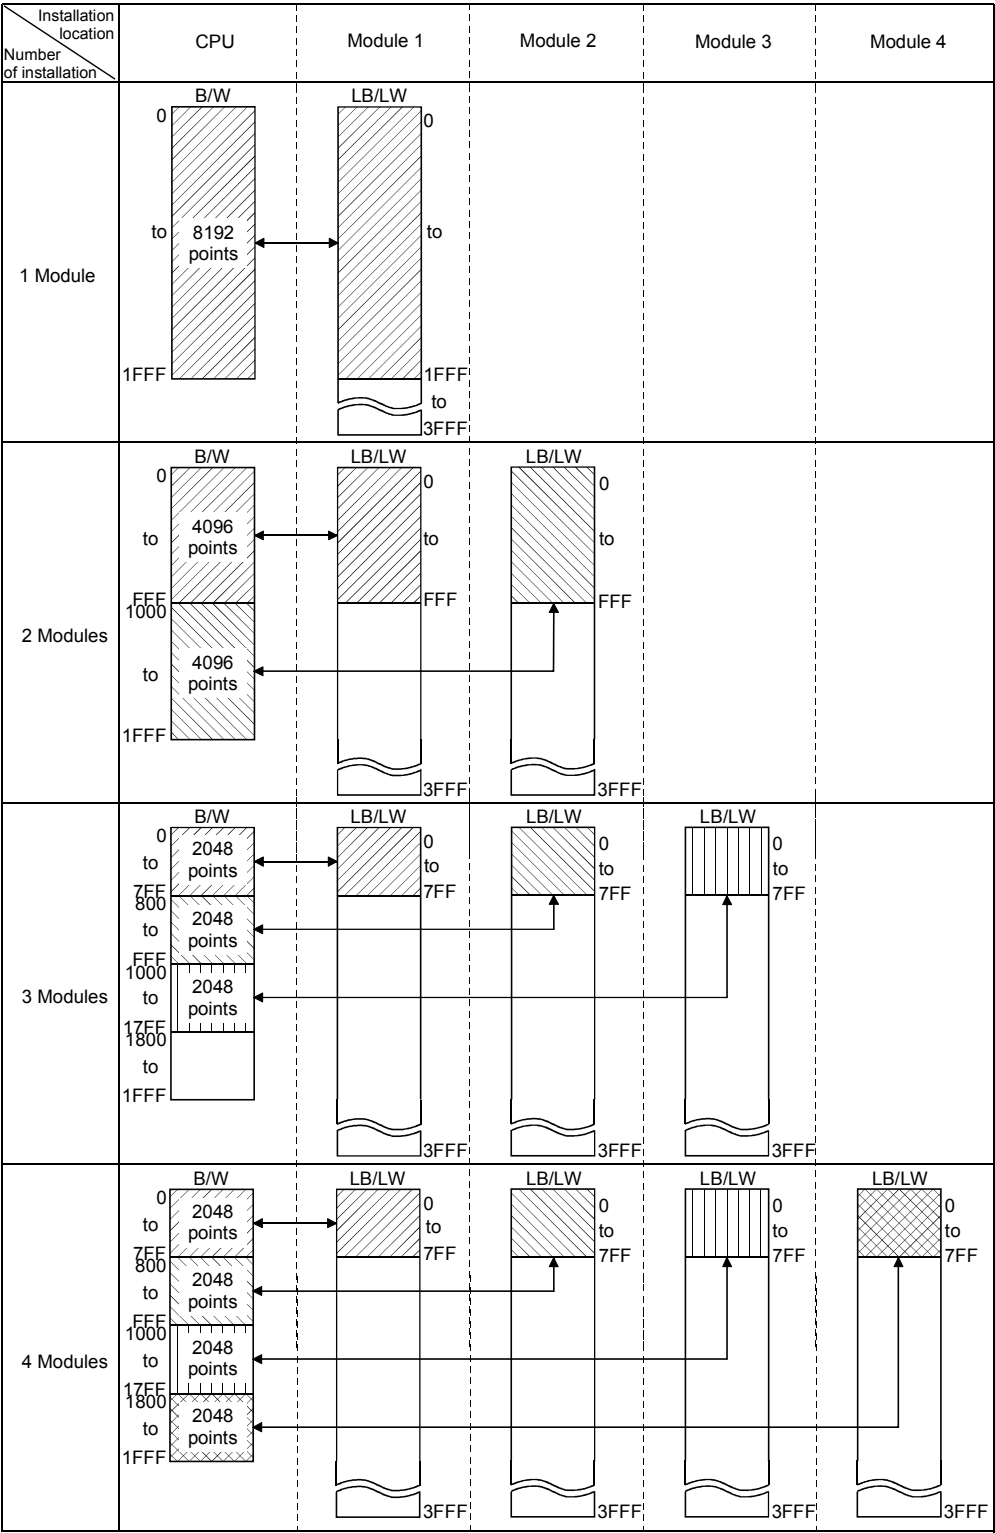 Installation
location
Number
of installation
CPU
Module 1
Module 2
Module 3
Module 4
1 Module
B/W
0
to
8192
points
1FFF
LB/LW
0
to
1FFF
to
3FFF
2 Modules
B/W
0
to
4096
points
FFF
1000
to
4096
points
1FFF
LB/LW
0
to
FFF
3FFF
LB/LW
0
to
FFF
3FFF
3 Modules
B/W
0
to
2048
points
7FF
800
to
2048
points
FFF
1000
to
2048
points
17FF
1800
to
1FFF
LB/LW
0
to
7FF
3FFF
LB/LW
0
to
7FF
3FFF
LB/LW
0
to
7FF
3FFF
4 Modules
B/W
0
to
2048
points
7FF
800
to
2048
points
FFF
1000
to
2048
points
17FF
1800
to
2048
points
1FFF
LB/LW
0
to
7FF
3FFF
LB/LW
0
to
7FF
3FFF
LB/LW
0
to
7FF
3FFF
LB/LW
0
to
7FF
3FFF